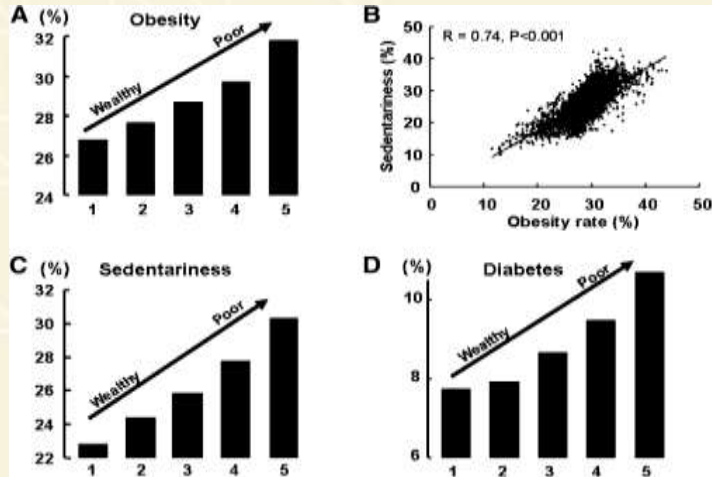 A (%) Obesity
32
30
28
26
24
Wealthy
Poor
1 2 3 4 5
B
R = 0.74, P<0.001
Sedentariness (%)
50
40
30
20
10
0
0 10 20 30 40 50
Obesity rate (%)
C (%) Sedentariness
32
30
28
26
24
22
Wealthy
Poor
1 2 3 4 5
D (%) Diabetes
10
8
6
Wealthy
Poor
1 2 3 4 5